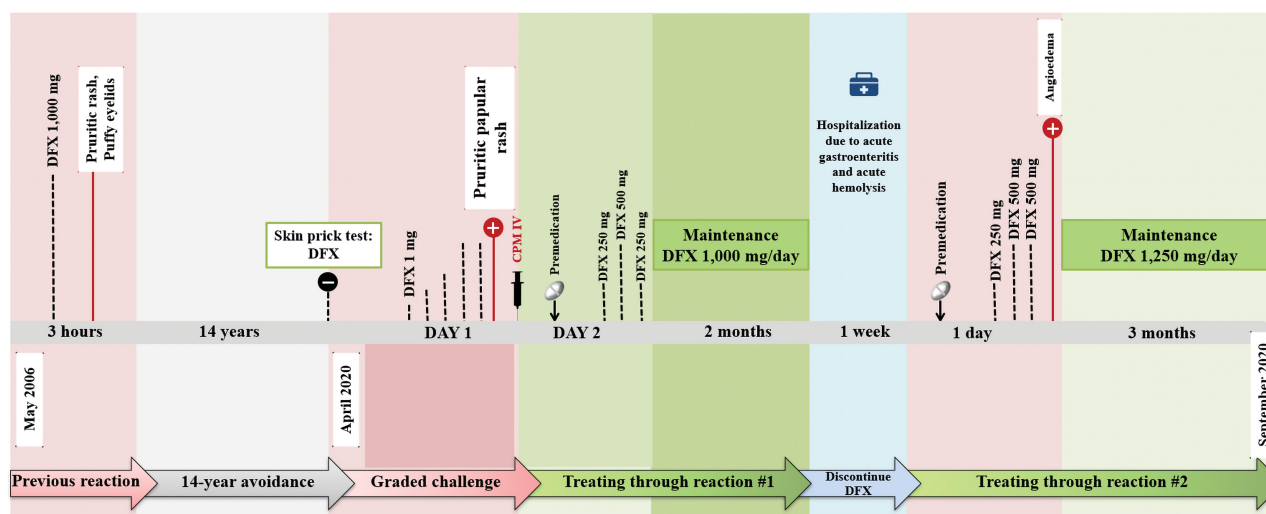 DFX 1,000 mg
Pruritic rash,
Puffy eyelids
Skin prick test:
DFX
DFX 1 mg
Pruritic papular
rash
CPM IV
Premedication
DFX 250 mg
DFX 500 mg
DFX 250 mg
Maintenance
DFX 1,000 mg/day
Hospitalization
due to acute
gastroenteritis
and acute
hemolysis
Premedication
DFX 250 mg
DFX 500 mg
DFX 500 mg
Angioedema
Maintenance
DFX 1,250 mg/day
3 hours
14 years
DAY 1
DAY 2
2 months
1 week
1 day
3 months
May 2006
April 2020
September 2020
Previous reaction
14-year avoidance
Graded challenge
Treating through reaction #1
Discontinue
DFX
Treating through reaction #2